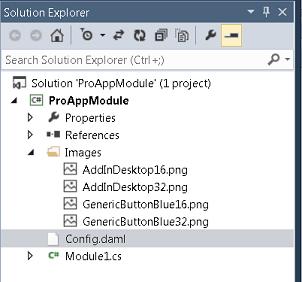 Solution Explorer
Search Solution Explorer (Ctrl+;)
Solution 'ProAppModule' (1 project)
C# ProAppModule
Properties
References
Images
AddInDesktop16.png
AddInDesktop32.png
GenericButtonBlue16.png
GenericButtonBlue32.png
Config.daml
C# Module1.cs